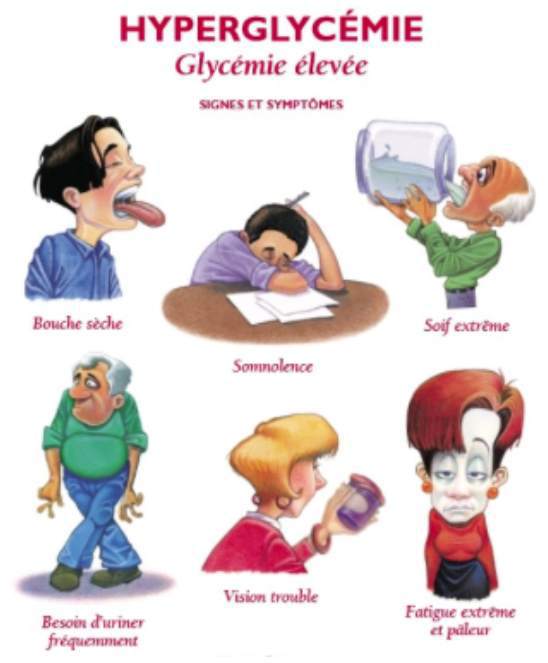 HYPERGLYCÉMIE
Glycémie élevée
SIGNES ET SYMPTÔMES
Bouche sèche
Somnolence
Soif extrême
Besoin d'uriner
fréquemment
Vision trouble
Fatigue extrême
et pâleur